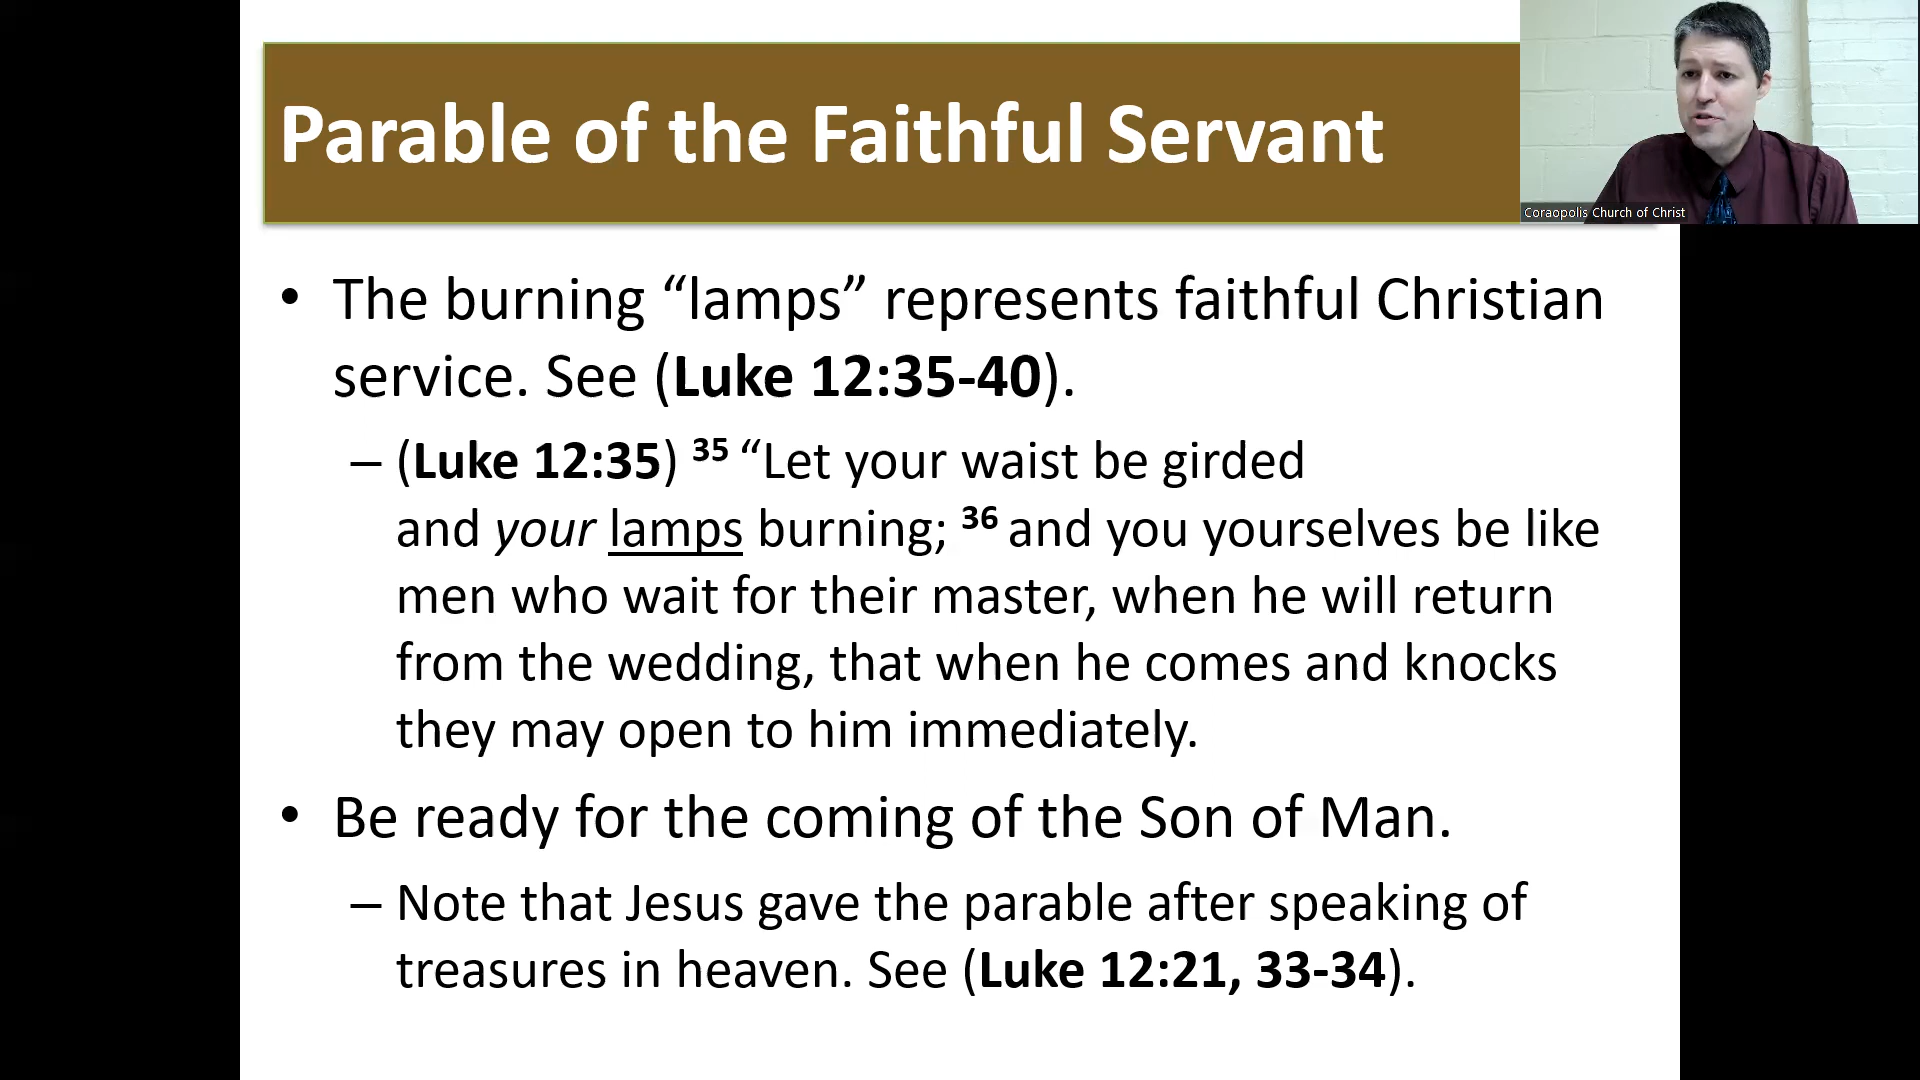 Parable of the Faithful Servant
Coraopolis Church of Christ
• The burning “lamps” represents faithful Christian
service. See (Luke 12:35-40).
– (Luke 12:35) 35 “Let your waist be girded
and your lamps burning; 36 and you yourselves be like
men who wait for their master, when he will return
from the wedding, that when he comes and knocks
they may open to him immediately.
• Be ready for the coming of the Son of Man.
– Note that Jesus gave the parable after speaking of
treasures in heaven. See (Luke 12:21, 33-34).